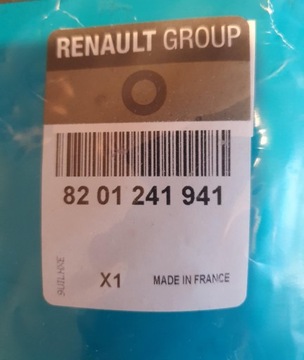 RENAULT GROUP
82 01 241 941
X1 MADE IN FRANCE